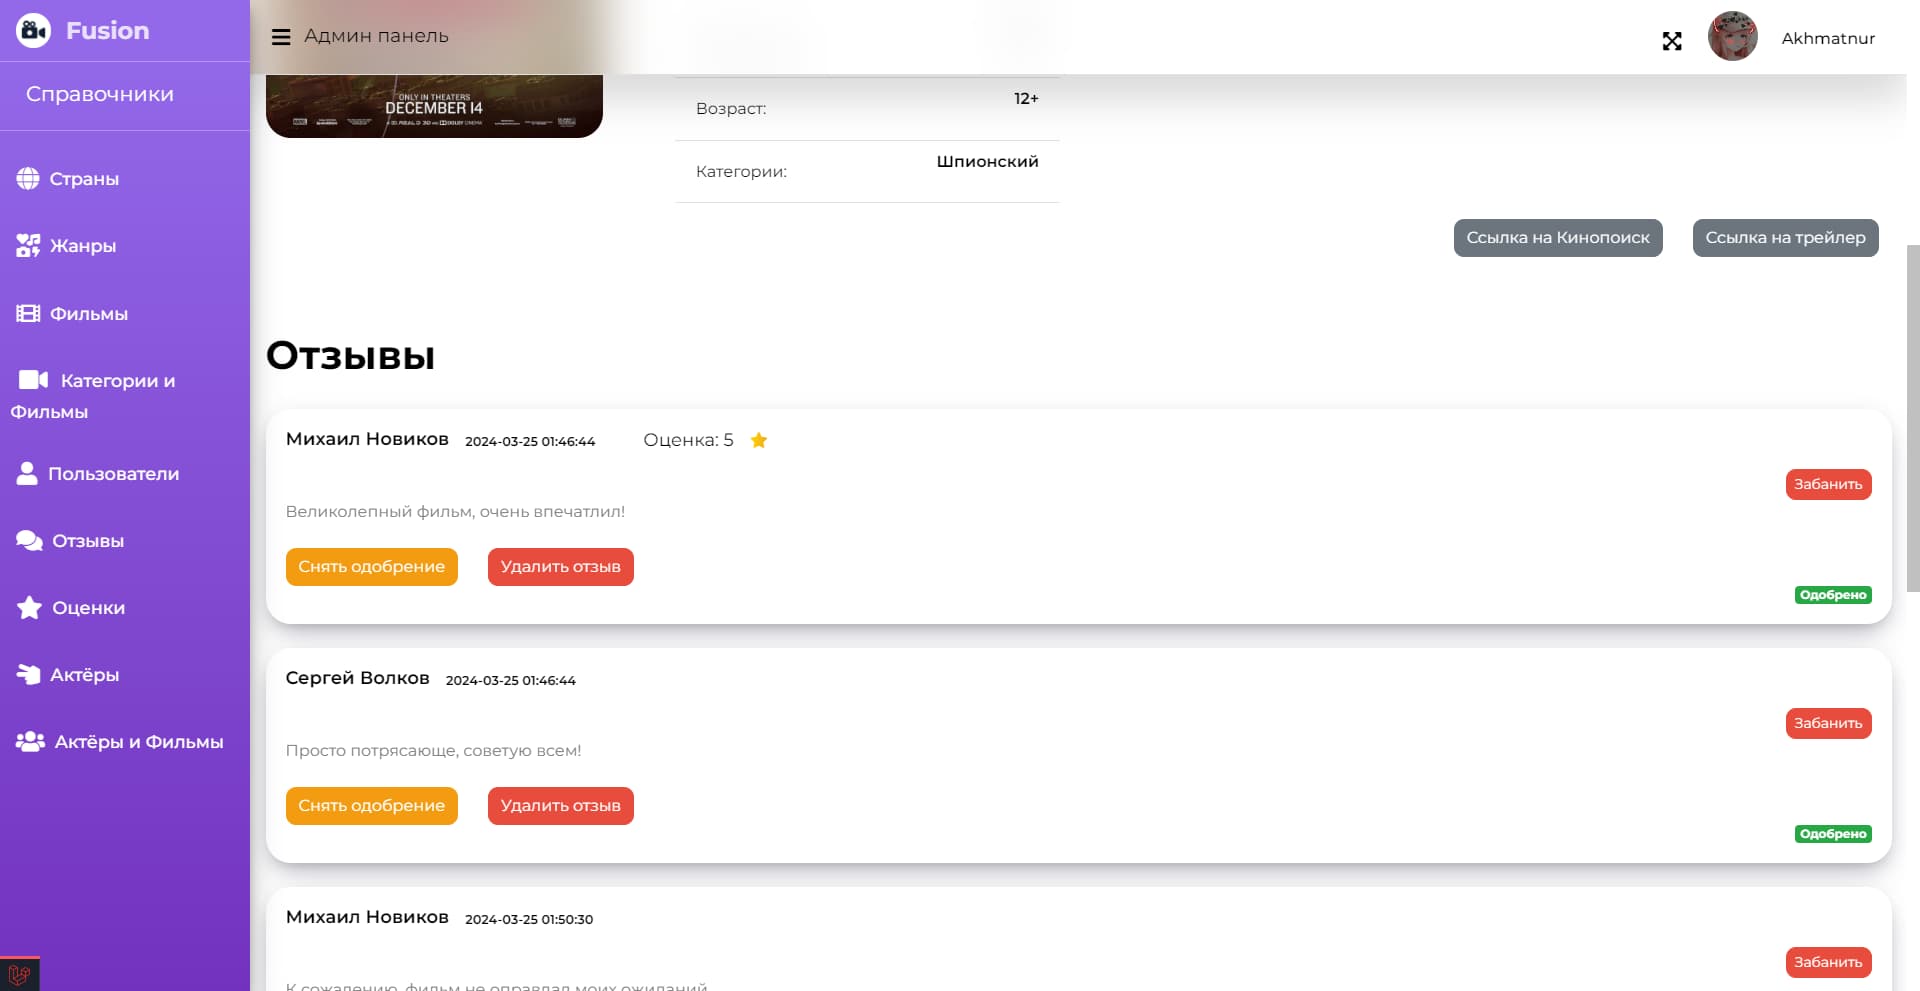 Fusion
Админ панель
Akhmatnur
Справочники
Страны
Жанры
Фильмы
Категории и
Фильмы
Пользователи
Отзывы
Оценки
Актёры
Актёры и Фильмы
ONLY IN THEATERS
DECEMBER 14
Возраст: 12+
Категории: Шпионский
Ссылка на Кинопоиск Ссылка на трейлер
Отзывы
Михаил Новиков 2024-03-25 01:46:44 Оценка: 5
Забанить
Великолепный фильм, очень впечатлил!
Снять одобрение Удалить отзыв
Одобрено
Сергей Волков 2024-03-25 01:46:44
Забанить
Просто потрясающе, советую всем!
Снять одобрение Удалить отзыв
Одобрено
Михаил Новиков 2024-03-25 01:50:30
Забанить
К сожалению, фильм не оправдал моих ожиданий